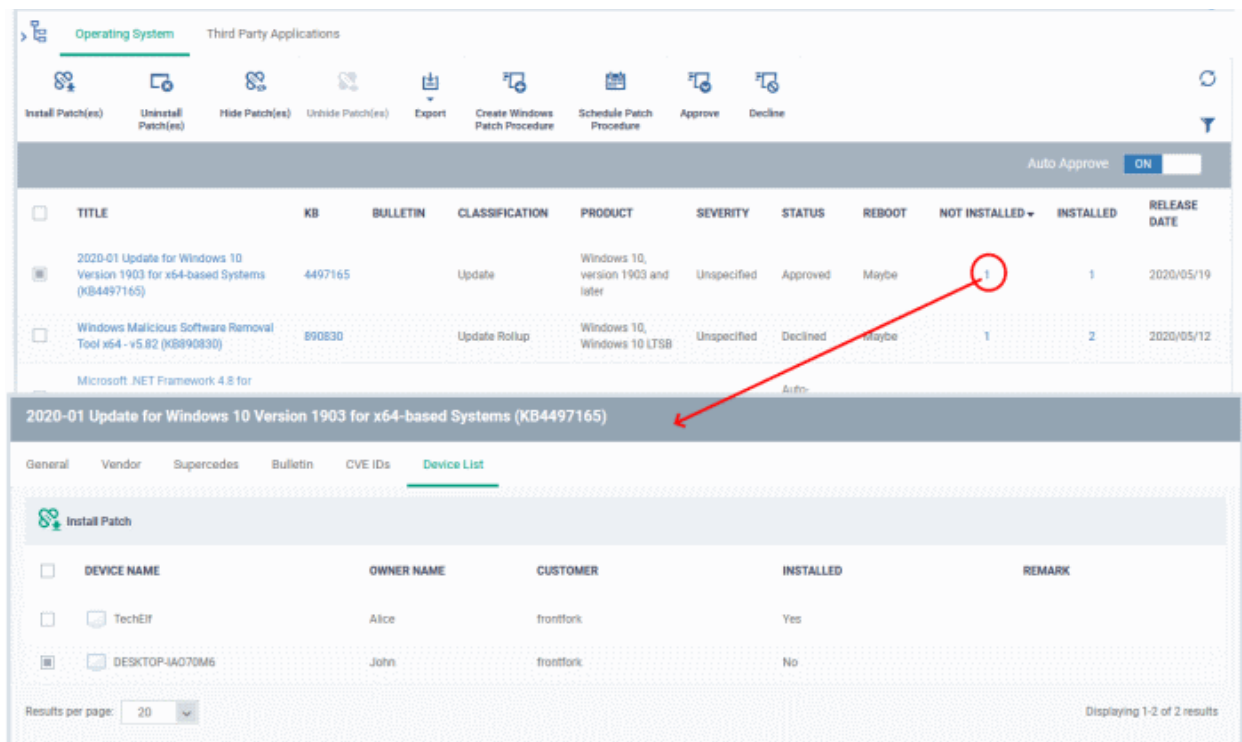 Operating System Third Party Applications
Install Patch(es) Uninstall Patch(es) Hide Patch(es) Unhide Patch(es) Export Create Windows Patch Procedure Schedule Patch Procedure Approve Decline
Auto Approve ON
TITLE KB BULLETIN CLASSIFICATION PRODUCT SEVERITY STATUS REBOOT NOT INSTALLED INSTALLED RELEASE DATE
2020-01 Update for Windows 10 Version 1903 for x64-based Systems (KB4497165) 4497165 Update Windows 10, version 1903 and later Unspecified Approved Maybe 1 1 2020/05/19
Windows Malicious Software Removal Tool x64 - v5.82 (KB890830) 890830 Update Rollup Windows 10, Windows 10 LTSB Unspecified Declined Maybe 1 2 2020/05/12
Microsoft .NET Framework 4.8 for Auto-
2020-01 Update for Windows 10 Version 1903 for x64-based Systems (KB4497165)
General Vendor Supercedes Bulletin CVE IDs Device List
Install Patch
DEVICE NAME OWNER NAME CUSTOMER INSTALLED REMARK
TechElf Alice frontfork Yes
DESKTOP-IAO70M6 John frontfork No
Results per page: 20 Displaying 1-2 of 2 results